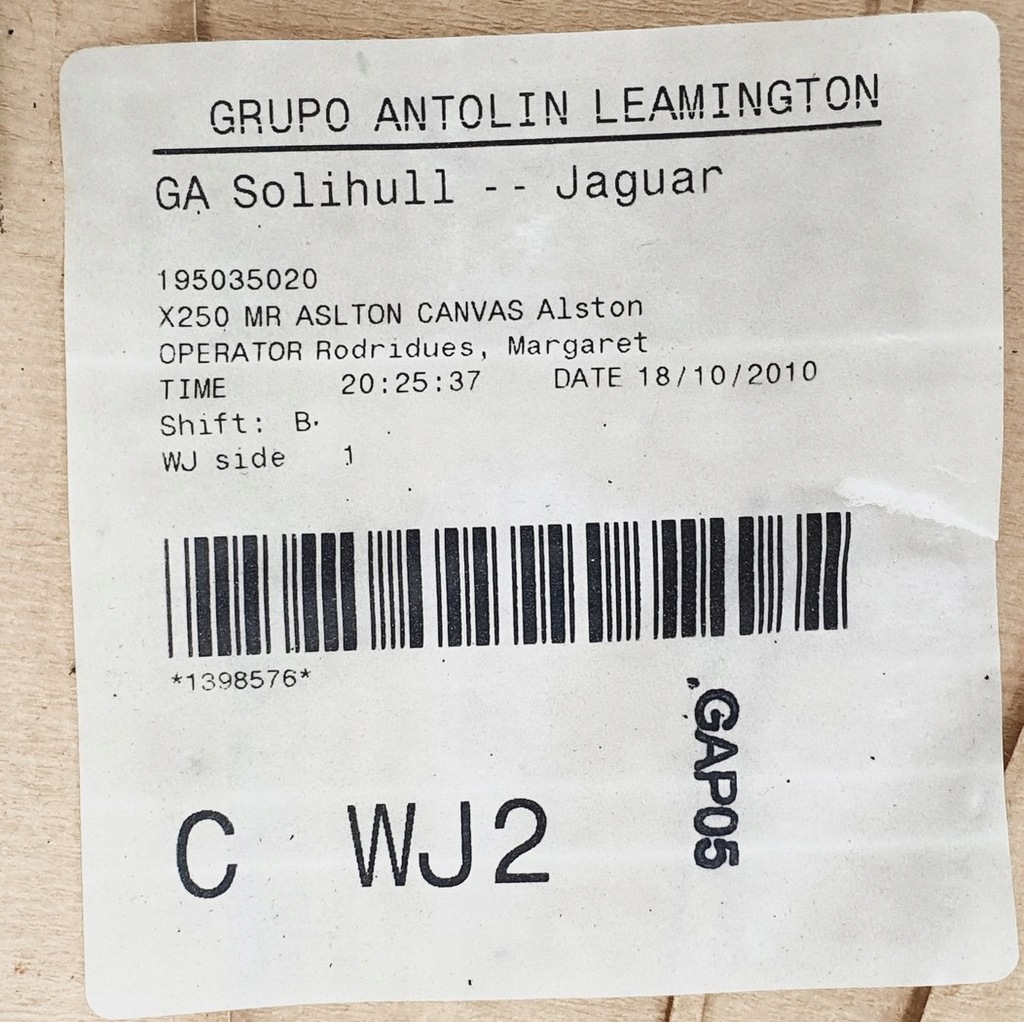 GRUPO ANTOLIN LEAMINGTON
GA Solihull -- Jaguar
195035020
X250 MR ASLTON CANVAS Alston
OPERATOR Rodridues, Margaret
TIME 20:25:37 DATE 18/10/2010
Shift: B
WJ side 1
*1398576*
GAP05
C WJ2